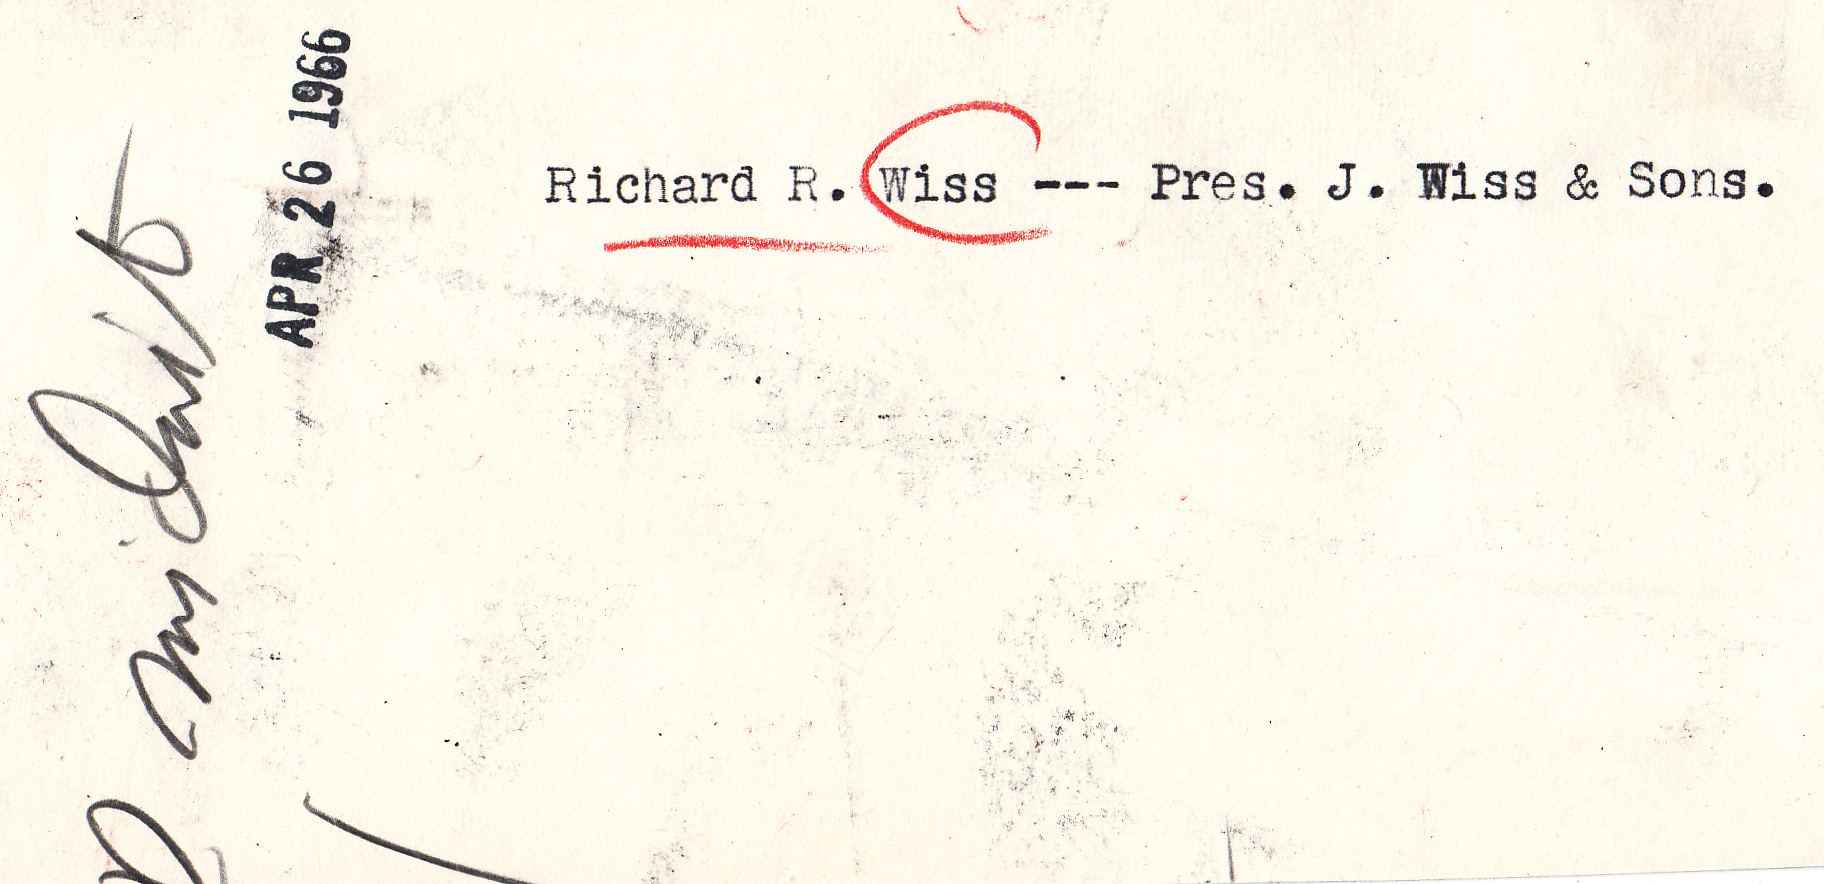 Richard R. Wiss --- Pres. J. Wiss & Sons.
APR 26 1966